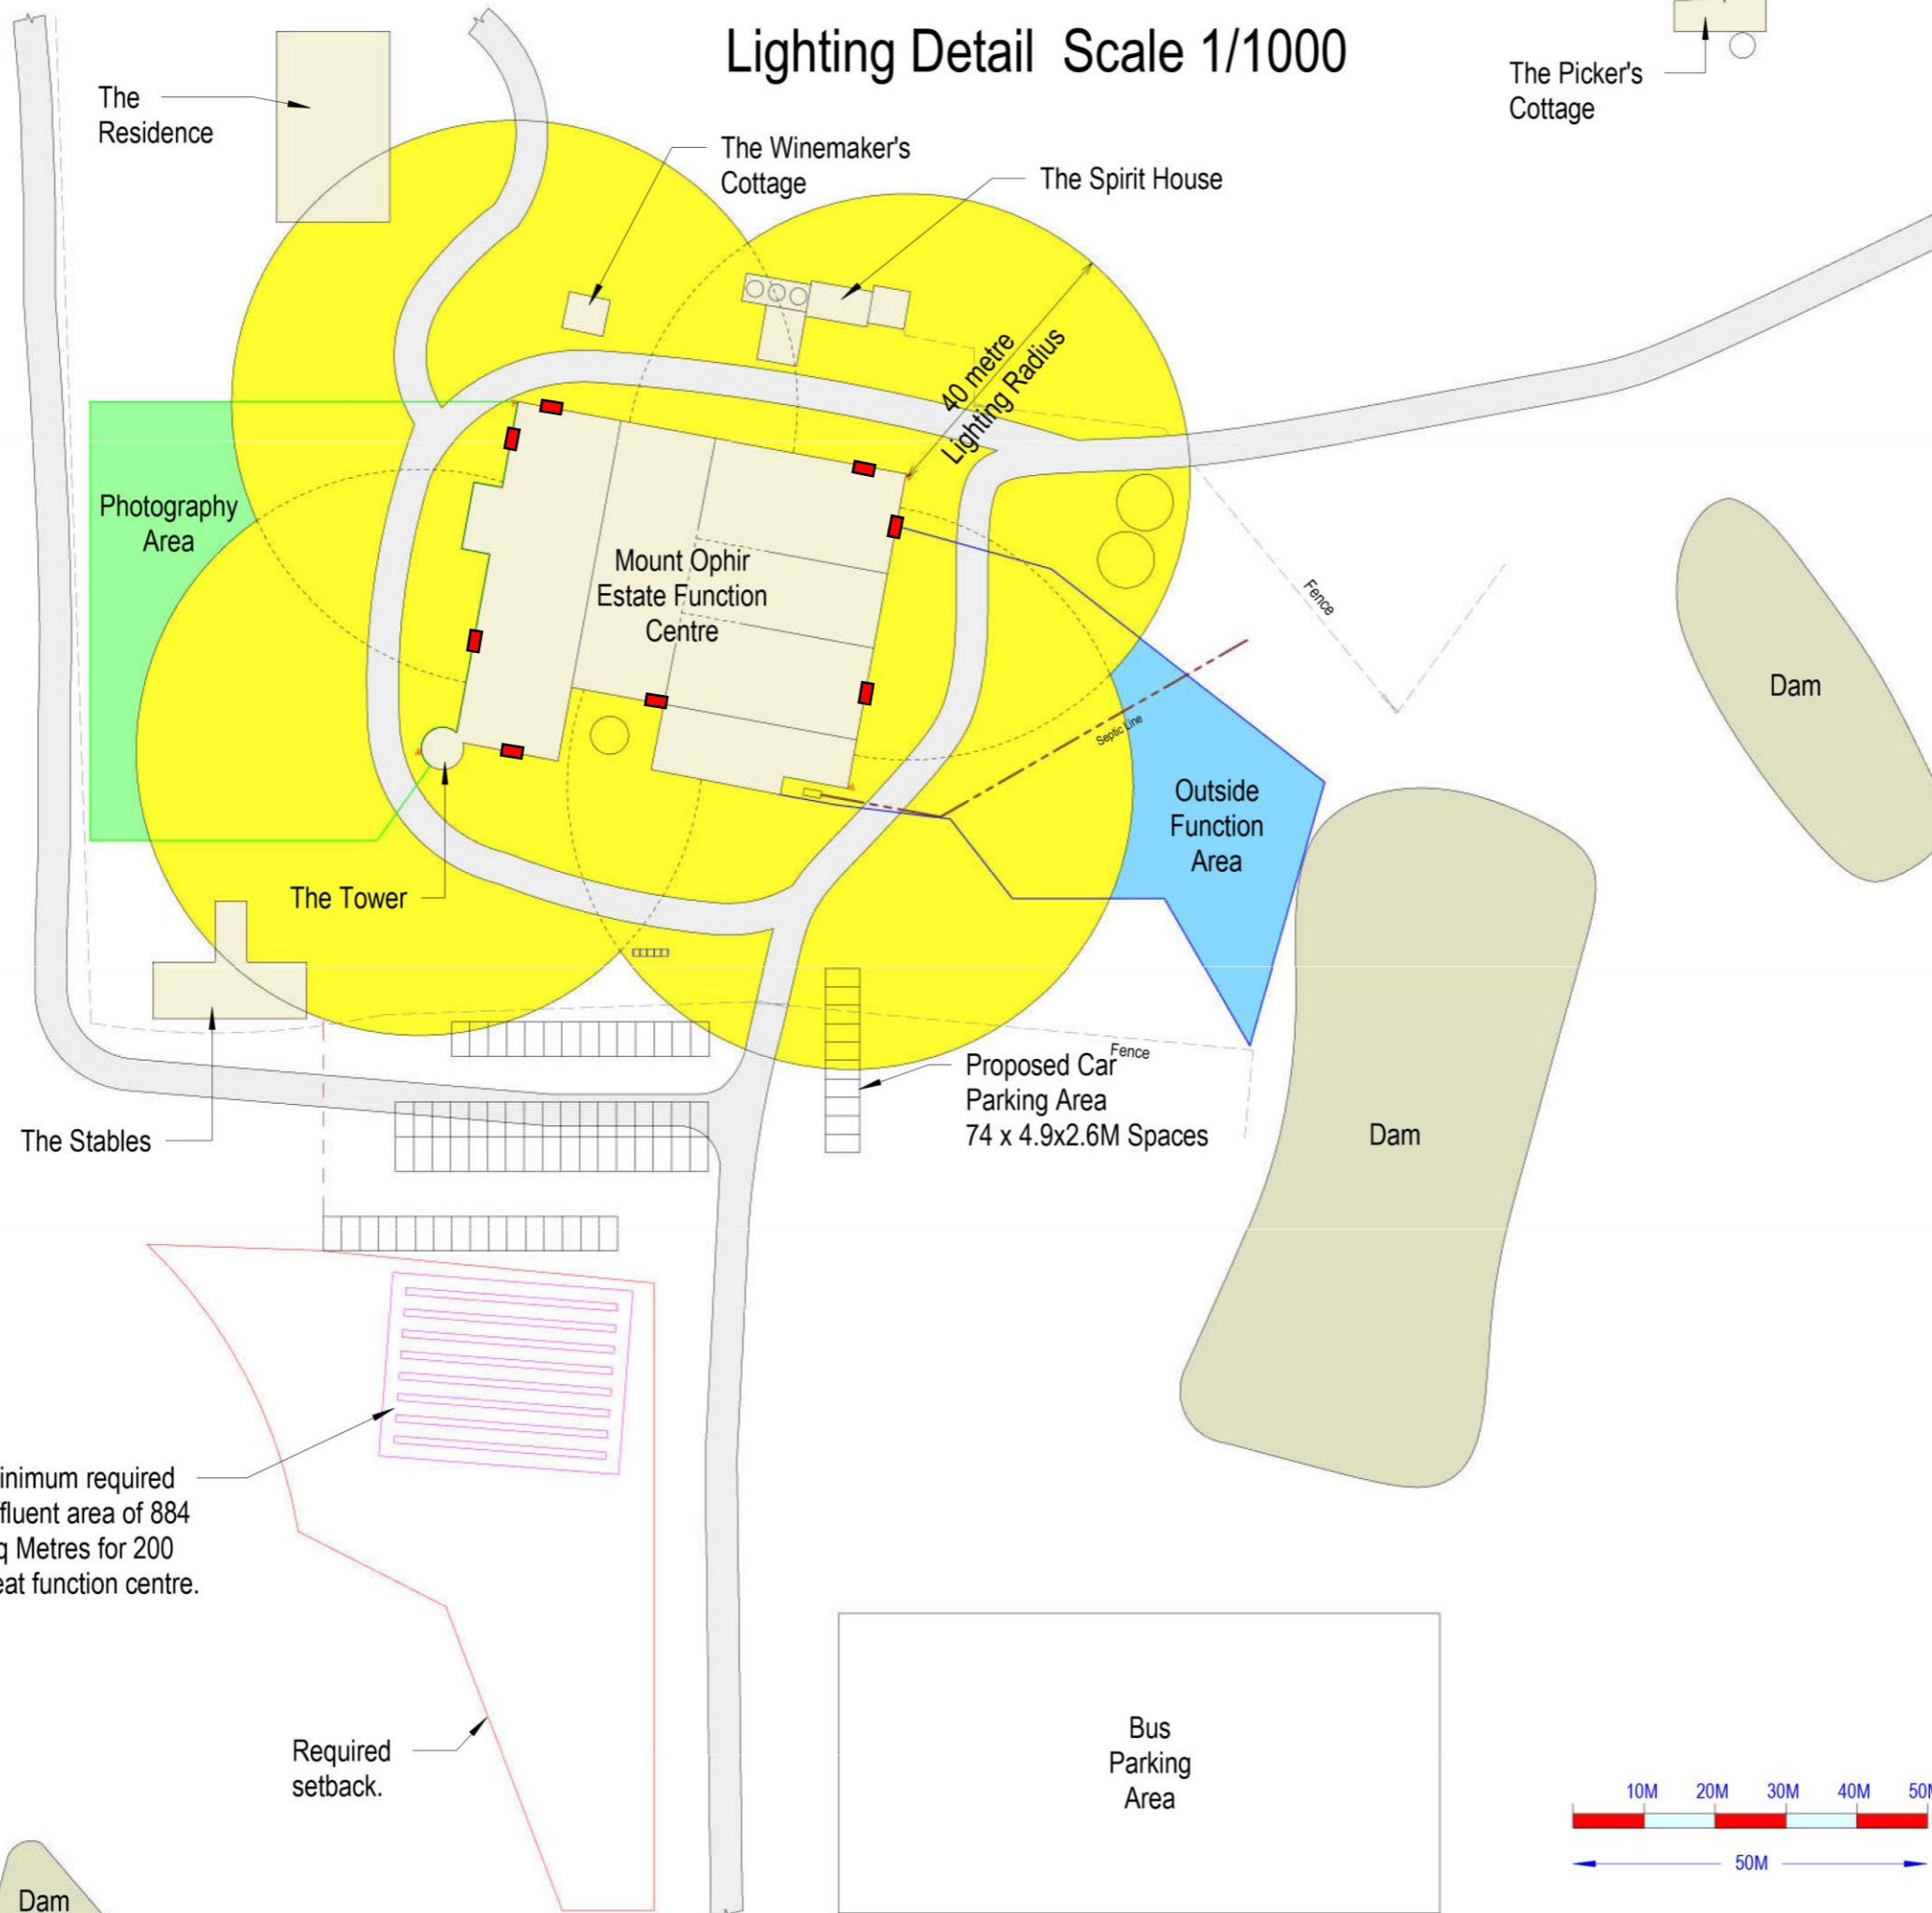 Lighting Detail Scale 1/1000
The
Residence
The Winemaker's
Cottage
The Spirit House
The Picker's
Cottage
40 metre
Lighting Radius
Photography
Area
Mount Ophir
Estate Function
Centre
Fence
Dam
Septic Line
Outside
Function
Area
The Tower
Fence
Proposed Car
Parking Area
74 x 4.9x2.6M Spaces
Dam
The Stables
inimum required
fluent area of 884
q Metres for 200
eat function centre.
Required
setback.
Bus
Parking
Area
10M 20M 30M 40M 50M
50M
Dam